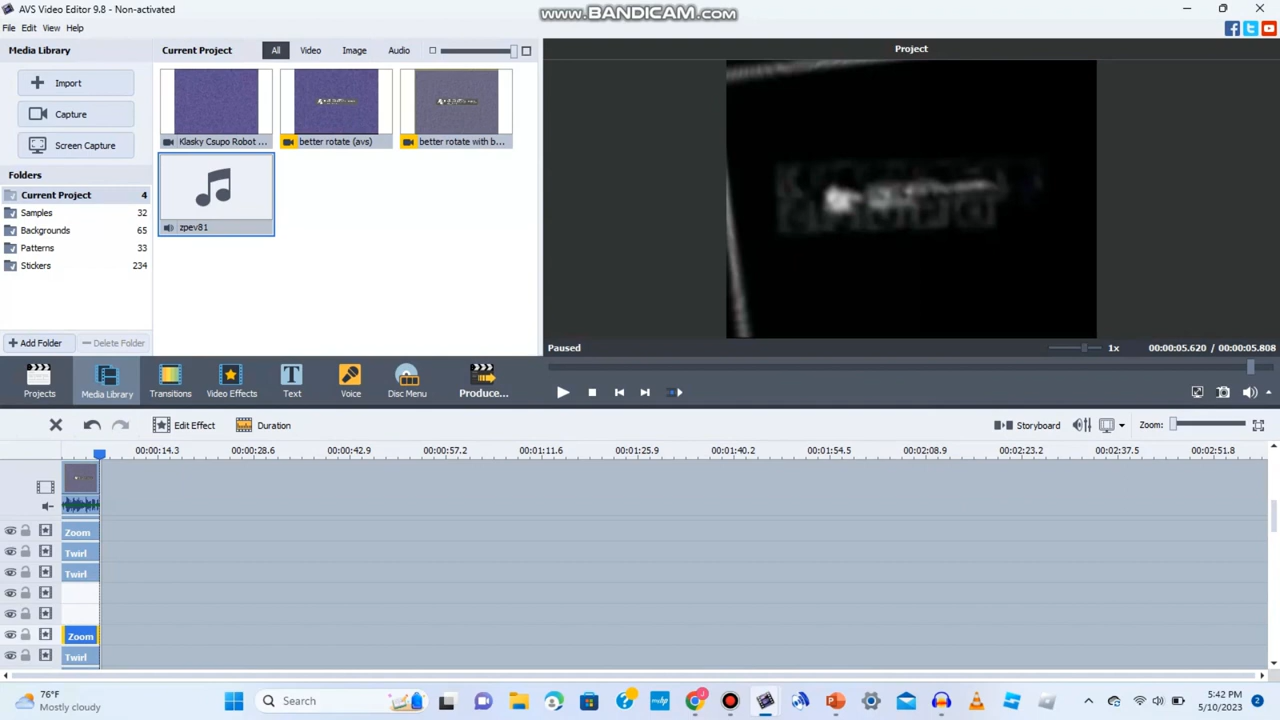 AVS Video Editor 9.8 - Non-activated
www.BANDICAM.com
File Edit View Help
Media Library
Current Project
All Video Image Audio
Project
Import
Capture
Screen Capture
Klasky Csupo Robot ...
better rotate (avs)
better rotate with b...
zpev81
Folders
Current Project 4
Samples 32
Backgrounds 65
Patterns 33
Stickers 234
Add Folder
Delete Folder
Paused
1x
00:00:05.620 / 00:00:05.808
Projects
Media Library
Transitions
Video Effects
Text
Voice
Disc Menu
Produce...
Edit Effect
Duration
Storyboard
Zoom:
00:00:14.3 00:00:28.6 00:00:42.9 00:00:57.2 00:01:11.6 00:01:25.9 00:01:40.2 00:01:54.5 00:02:08.9 00:02:23.2 00:02:37.5 00:02:51.8
Zoom
Twirl
Twirl
Zoom
Twirl
76°F
Mostly cloudy
Search
5:42 PM
5/10/2023
2